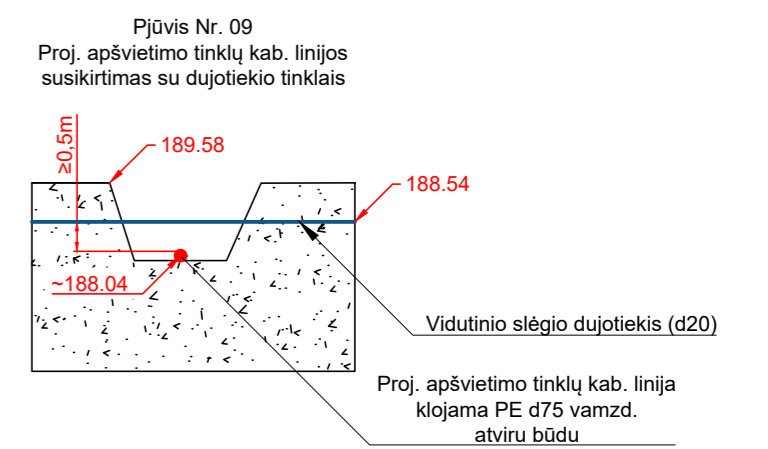 Pjūvis Nr. 09
Proj. apšvietimo tinklų kab. linijos
susikirtimas su dujotiekio tinklais
≥0,5m
189.58
188.54
~188.04
Vidutinio slėgio dujotiekis (d20)
Proj. apšvietimo tinklų kab. linija
klojama PE d75 vamzd.
atviru būdu